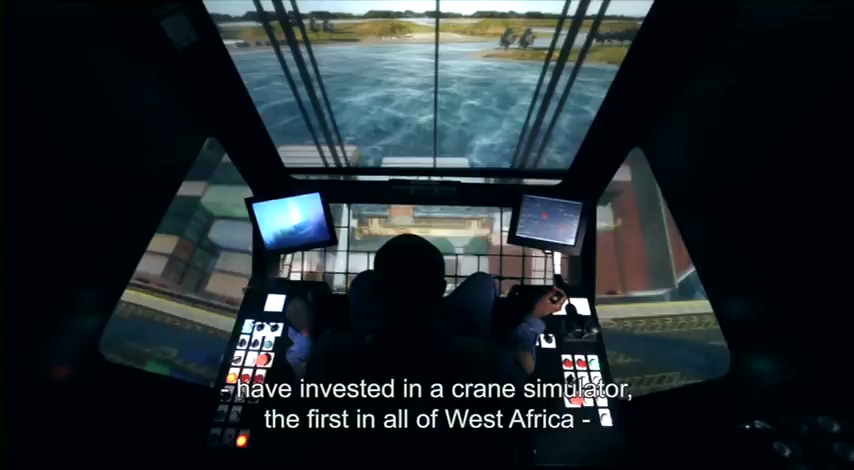 - have invested in a crane simulator,
the first in all of West Africa -